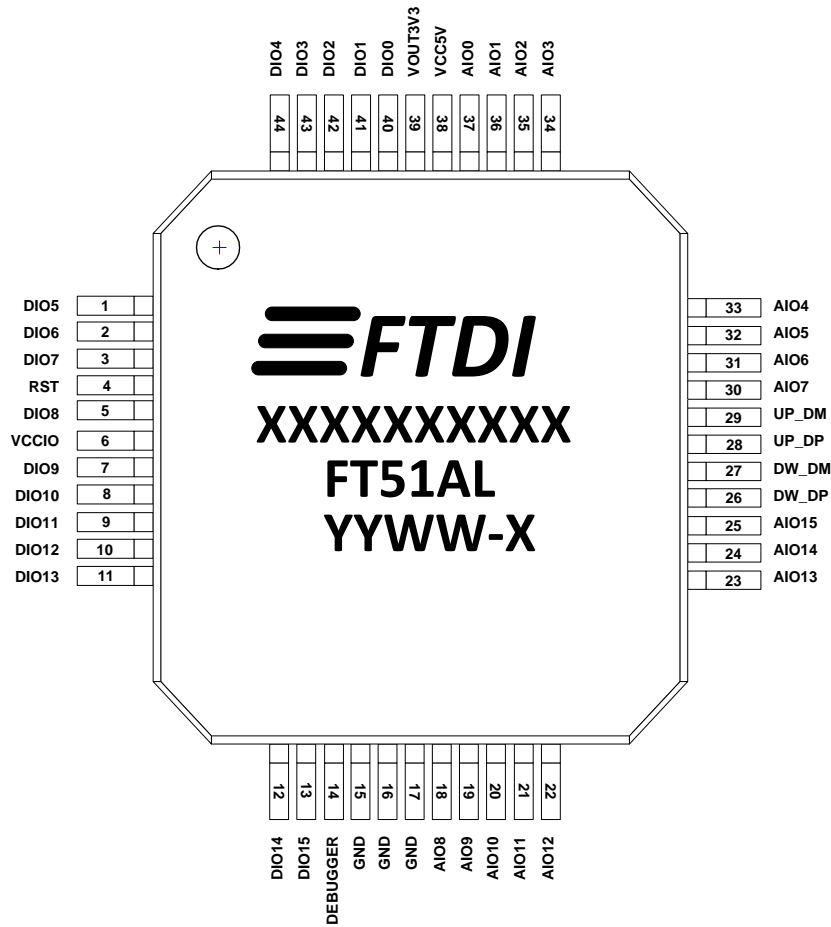 DIO4 DIO3 DIO2 DIO1 DIO0 VOUT3V3 VCC5V AIO0 AIO1 AIO2 AIO3
44 43 42 41 40 39 38 37 36 35 34
DIO5 1
DIO6 2
DIO7 3
RST 4
DIO8 5
VCCIO 6
DIO9 7
DIO10 8
DIO11 9
DIO12 10
DIO13 11
FTDI
XXXXXXXXXX
FT51AL
YYWW-X
33 AIO4
32 AIO5
31 AIO6
30 AIO7
29 UP_DM
28 UP_DP
27 DW_DM
26 DW_DP
25 AIO15
24 AIO14
23 AIO13
12 13 14 15 16 17 18 19 20 21 22
DIO14 DIO15 DEBUGGER GND GND GND AIO8 AIO9 AIO10 AIO11 AIO12